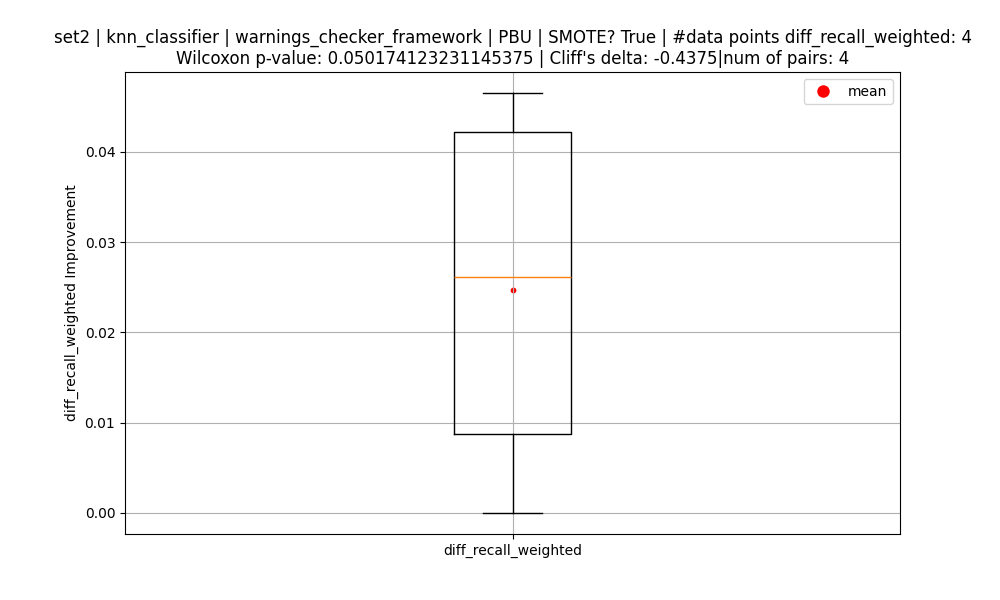 set2 | knn_classifier | warnings_checker_framework | PBU | SMOTE? True | #data points diff_recall_weighted: 4
Wilcoxon p-value: 0.050174123231145375 | Cliff's delta: -0.4375|num of pairs: 4
mean
0.04
0.03
0.02
0.01
0.00
diff_recall_weighted Improvement
diff_recall_weighted